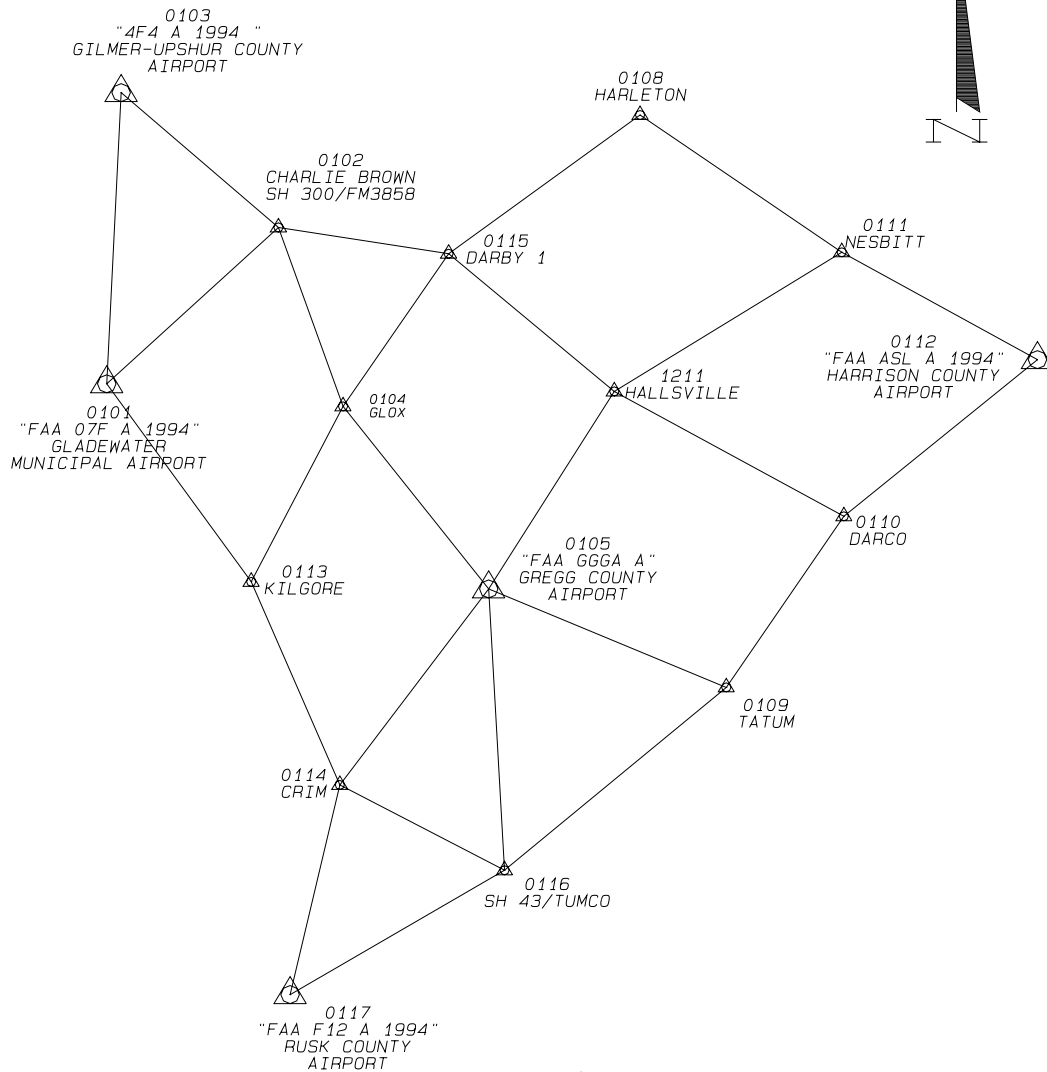 0103
"4F4 A 1994 "
GILMER-UPSHUR COUNTY
AIRPORT
0108
HARLETON
N
0102
CHARLIE BROWN
SH 300/FM3858
0111
NESBITT
0115
DARBY 1
0112
"FAA ASL A 1994"
HARRISON COUNTY
AIRPORT
1211
HALLSVILLE
0104
GLOX
0101
"FAA 07F A 1994"
GLADEWATER
MUNICIPAL AIRPORT
0110
DARCO
0105
"FAA GGGA A"
GREGG COUNTY
AIRPORT
0113
KILGORE
0109
TATUM
0114
CRIM
0116
SH 43/TUMCO
0117
"FAA F12 A 1994"
RUSK COUNTY
AIRPORT